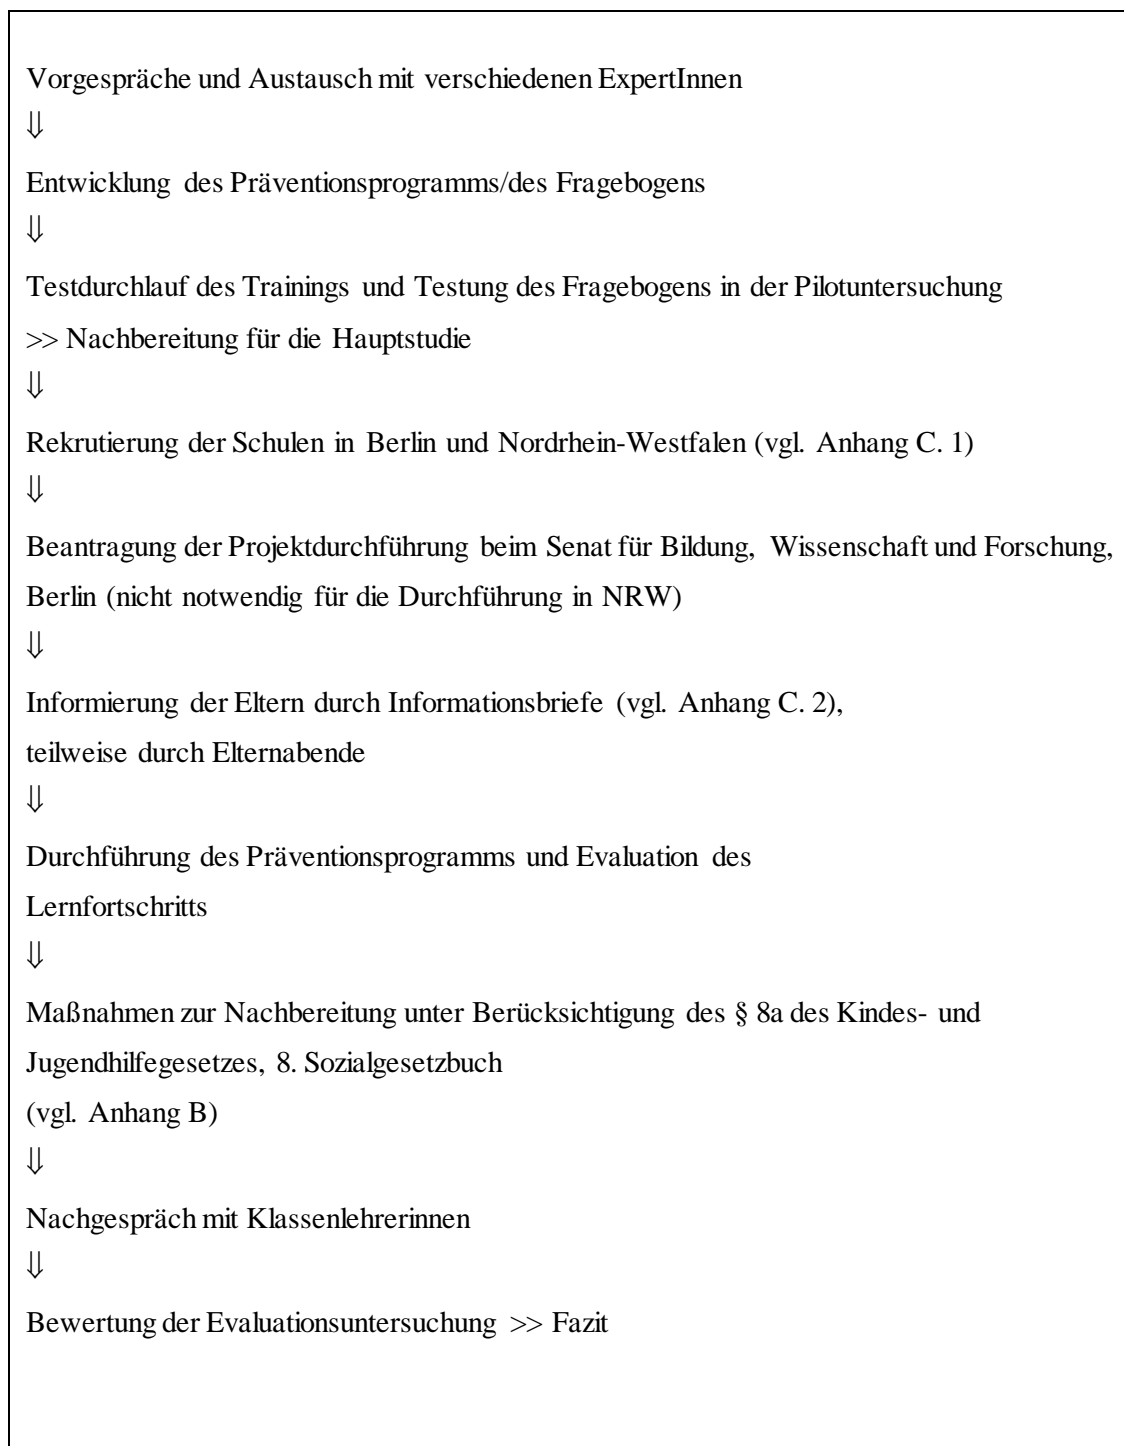 Vorgespräche und Austausch mit verschiedenen ExpertInnen
⇓
Entwicklung des Präventionsprogramms/des Fragebogens
⇓
Testdurchlauf des Trainings und Testung des Fragebogens in der Pilotuntersuchung
>> Nachbereitung für die Hauptstudie
⇓
Rekrutierung der Schulen in Berlin und Nordrhein-Westfalen (vgl. Anhang C. 1)
⇓
Beantragung der Projektdurchführung beim Senat für Bildung, Wissenschaft und Forschung,
Berlin (nicht notwendig für die Durchführung in NRW)
⇓
Informierung der Eltern durch Informationsbriefe (vgl. Anhang C. 2),
teilweise durch Elternabende
⇓
Durchführung des Präventionsprogramms und Evaluation des
Lernfortschritts
⇓
Maßnahmen zur Nachbereitung unter Berücksichtigung des § 8a des Kindes- und
Jugendhilfegesetzes, 8. Sozialgesetzbuch
(vgl. Anhang B)
⇓
Nachgespräch mit Klassenlehrerinnen
⇓
Bewertung der Evaluationsuntersuchung >> Fazit